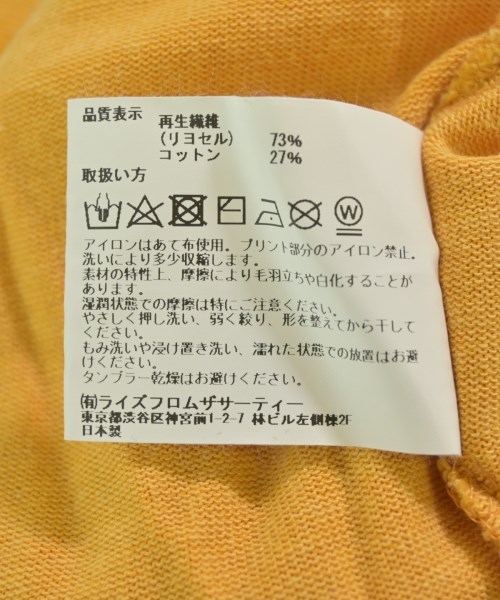 品質表示 再生繊維
(リヨセル) 73%
コットン 27%
取扱い方
W
アイロンはあて布使用。プリント部分のアイロン禁止。
洗いにより多少収縮します。
素材の特性上、摩擦により毛羽立ちや白化することが
あります。
湿潤状態での摩擦は特にご注意ください。
やさしく押し洗い、弱く絞り、形を整えてから干して
ください。
もみ洗いや浸け置き洗い、濡れた状態での放置はお避
けください。
タンブラー乾燥はお避けください。
(有)ライズフロムザサーティー
東京都渋谷区神宮前1-2-7 林ビル左側棟2F
日本製